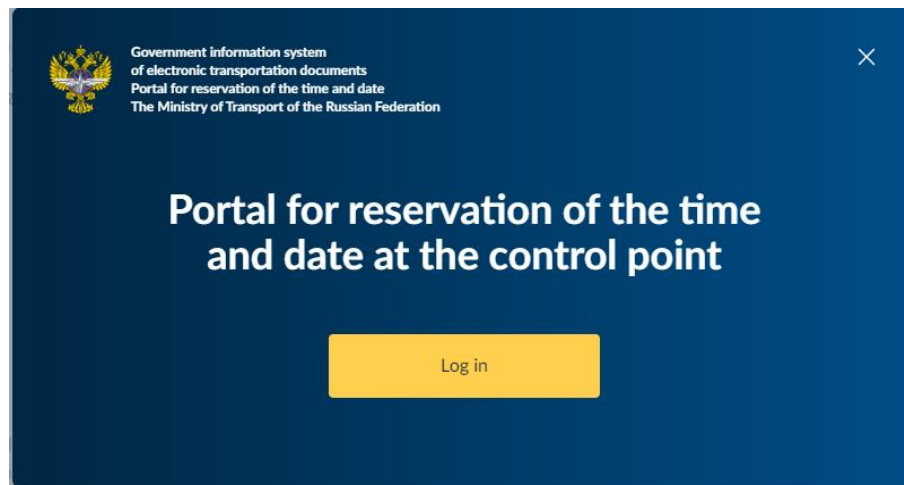 Government information system
of electronic transportation documents
Portal for reservation of the time and date
The Ministry of Transport of the Russian Federation
Portal for reservation of the time
and date at the control point
Log in